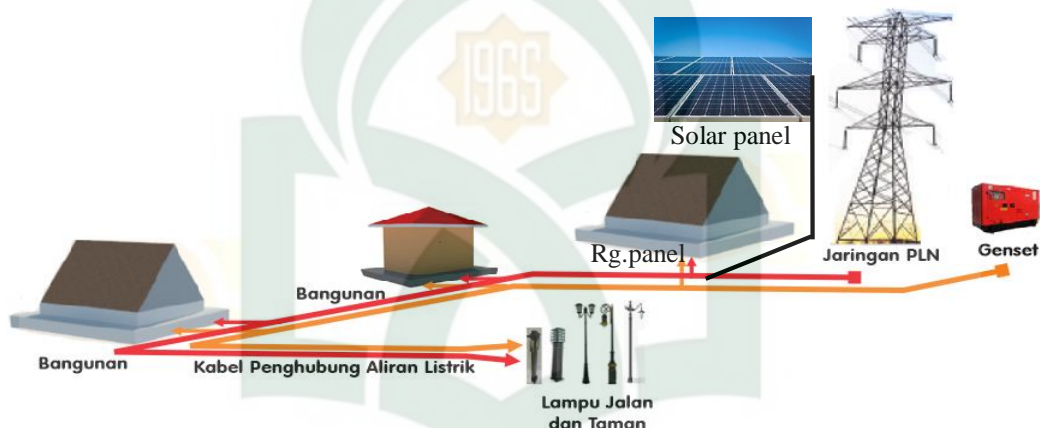 1965
Solar panel
Rg.panel
Jaringan PLN
Genset
Bangunan
Bangunan
Kabel Penghubung Aliran Listrik
Lampu Jalan
dan Taman